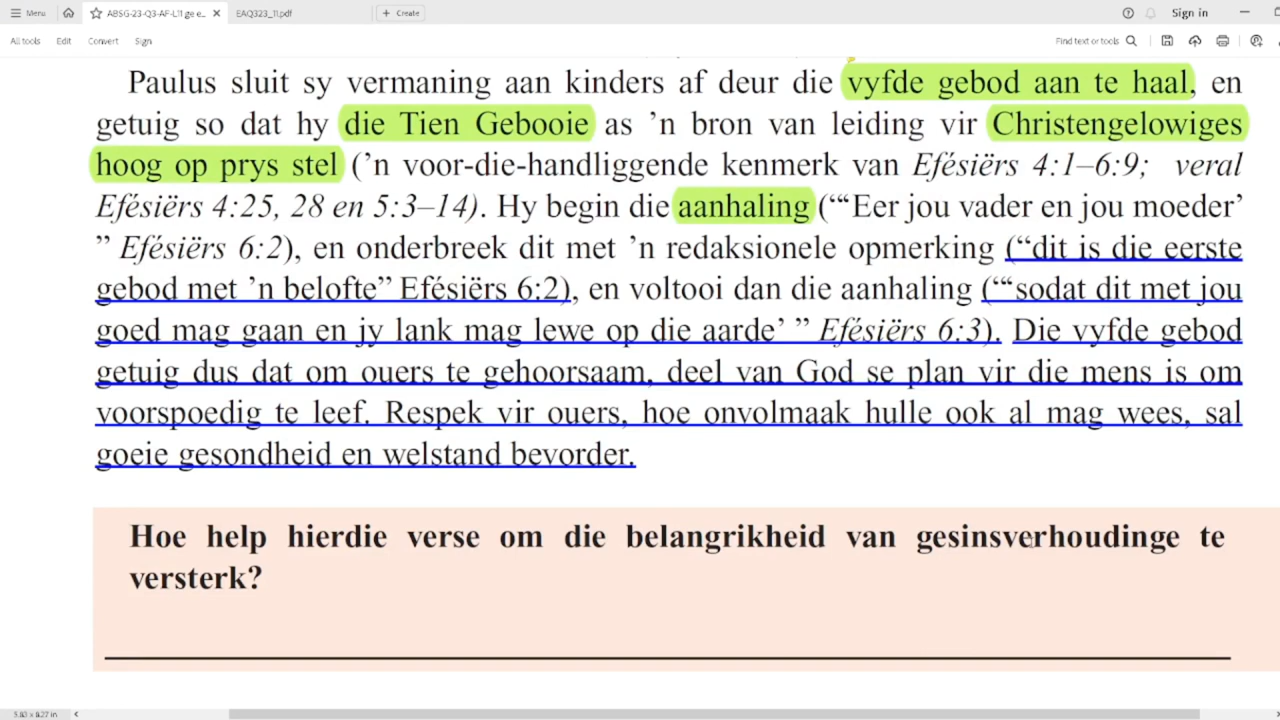 Menu
ABSG-23-Q3-AF-L11 ge e...
EAQ323_11.pdf
Create
Sign in
All tools Edit Convert Sign
Find text or tools
Paulus sluit sy vermaning aan kinders af deur die vyfde gebod aan te haal, en
getuig so dat hy die Tien Gebooie as ’n bron van leiding vir Christengelowiges
hoog op prys stel (’n voor-die-handliggende kenmerk van Efésiërs 4:1–6:9; veral
Efésiërs 4:25, 28 en 5:3–14). Hy begin die aanhaling (“‘Eer jou vader en jou moeder’
” Efésiërs 6:2), en onderbreek dit met ’n redaksionele opmerking (“dit is die eerste
gebod met ’n belofte” Efésiërs 6:2), en voltooi dan die aanhaling (“‘sodat dit met jou
goed mag gaan en jy lank mag lewe op die aarde’ ” Efésiërs 6:3). Die vyfde gebod
getuig dus dat om ouers te gehoorsaam, deel van God se plan vir die mens is om
voorspoedig te leef. Respek vir ouers, hoe onvolmaak hulle ook al mag wees, sal
goeie gesondheid en welstand bevorder.
Hoe help hierdie verse om die belangrikheid van gesinsverhoudinge te
versterk?
5.83 x 8.27 in